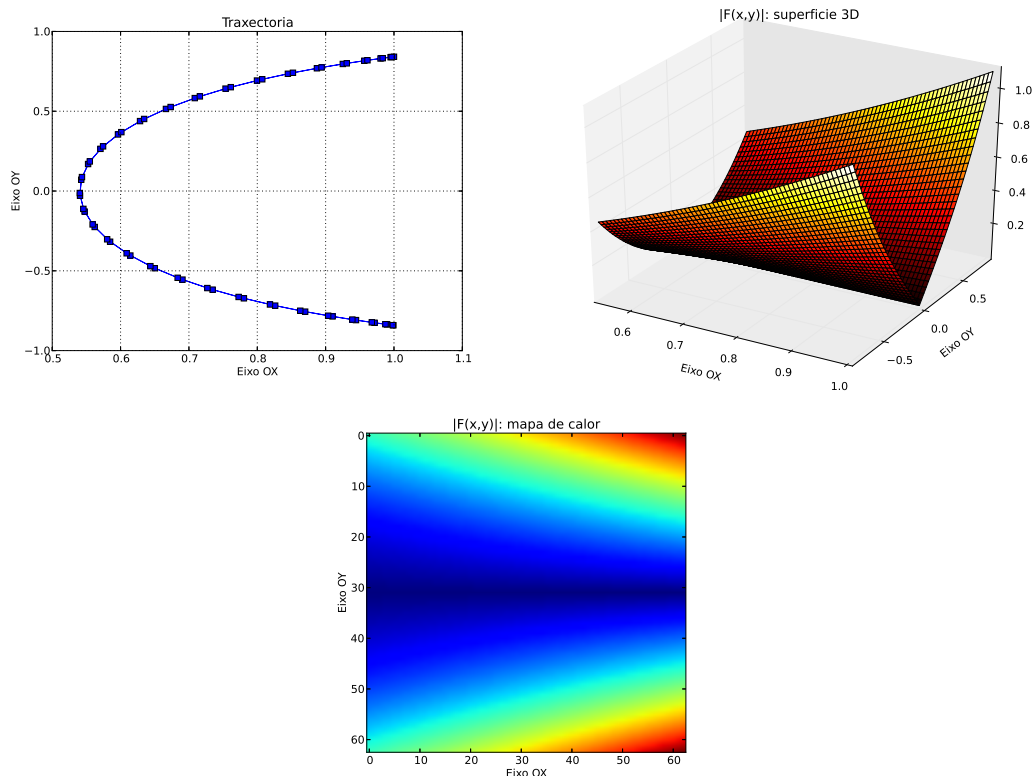 Traxectoria
1.0
0.5
0.0
−0.5
−1.0
Eixo OY
0.5 0.6 0.7 0.8 0.9 1.0 1.1
Eixo OX
|F(x,y)|: superficie 3D
1.0
0.8
0.6
0.4
0.2
0.6 0.7 0.8 0.9 1.0
Eixo OX
−0.5 0.0 0.5
Eixo OY
|F(x,y)|: mapa de calor
0
10
20
30
40
50
60
Eixo OY
0 10 20 30 40 50 60
Eixo OX